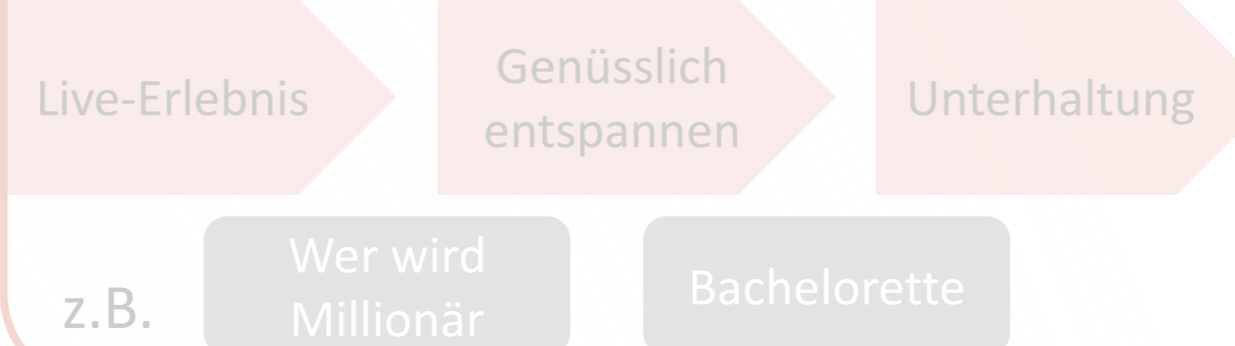 Live-Erlebnis
Genüsslich
entspannen
Unterhaltung
z.B.
Wer wird
Millionär
Bachelorette